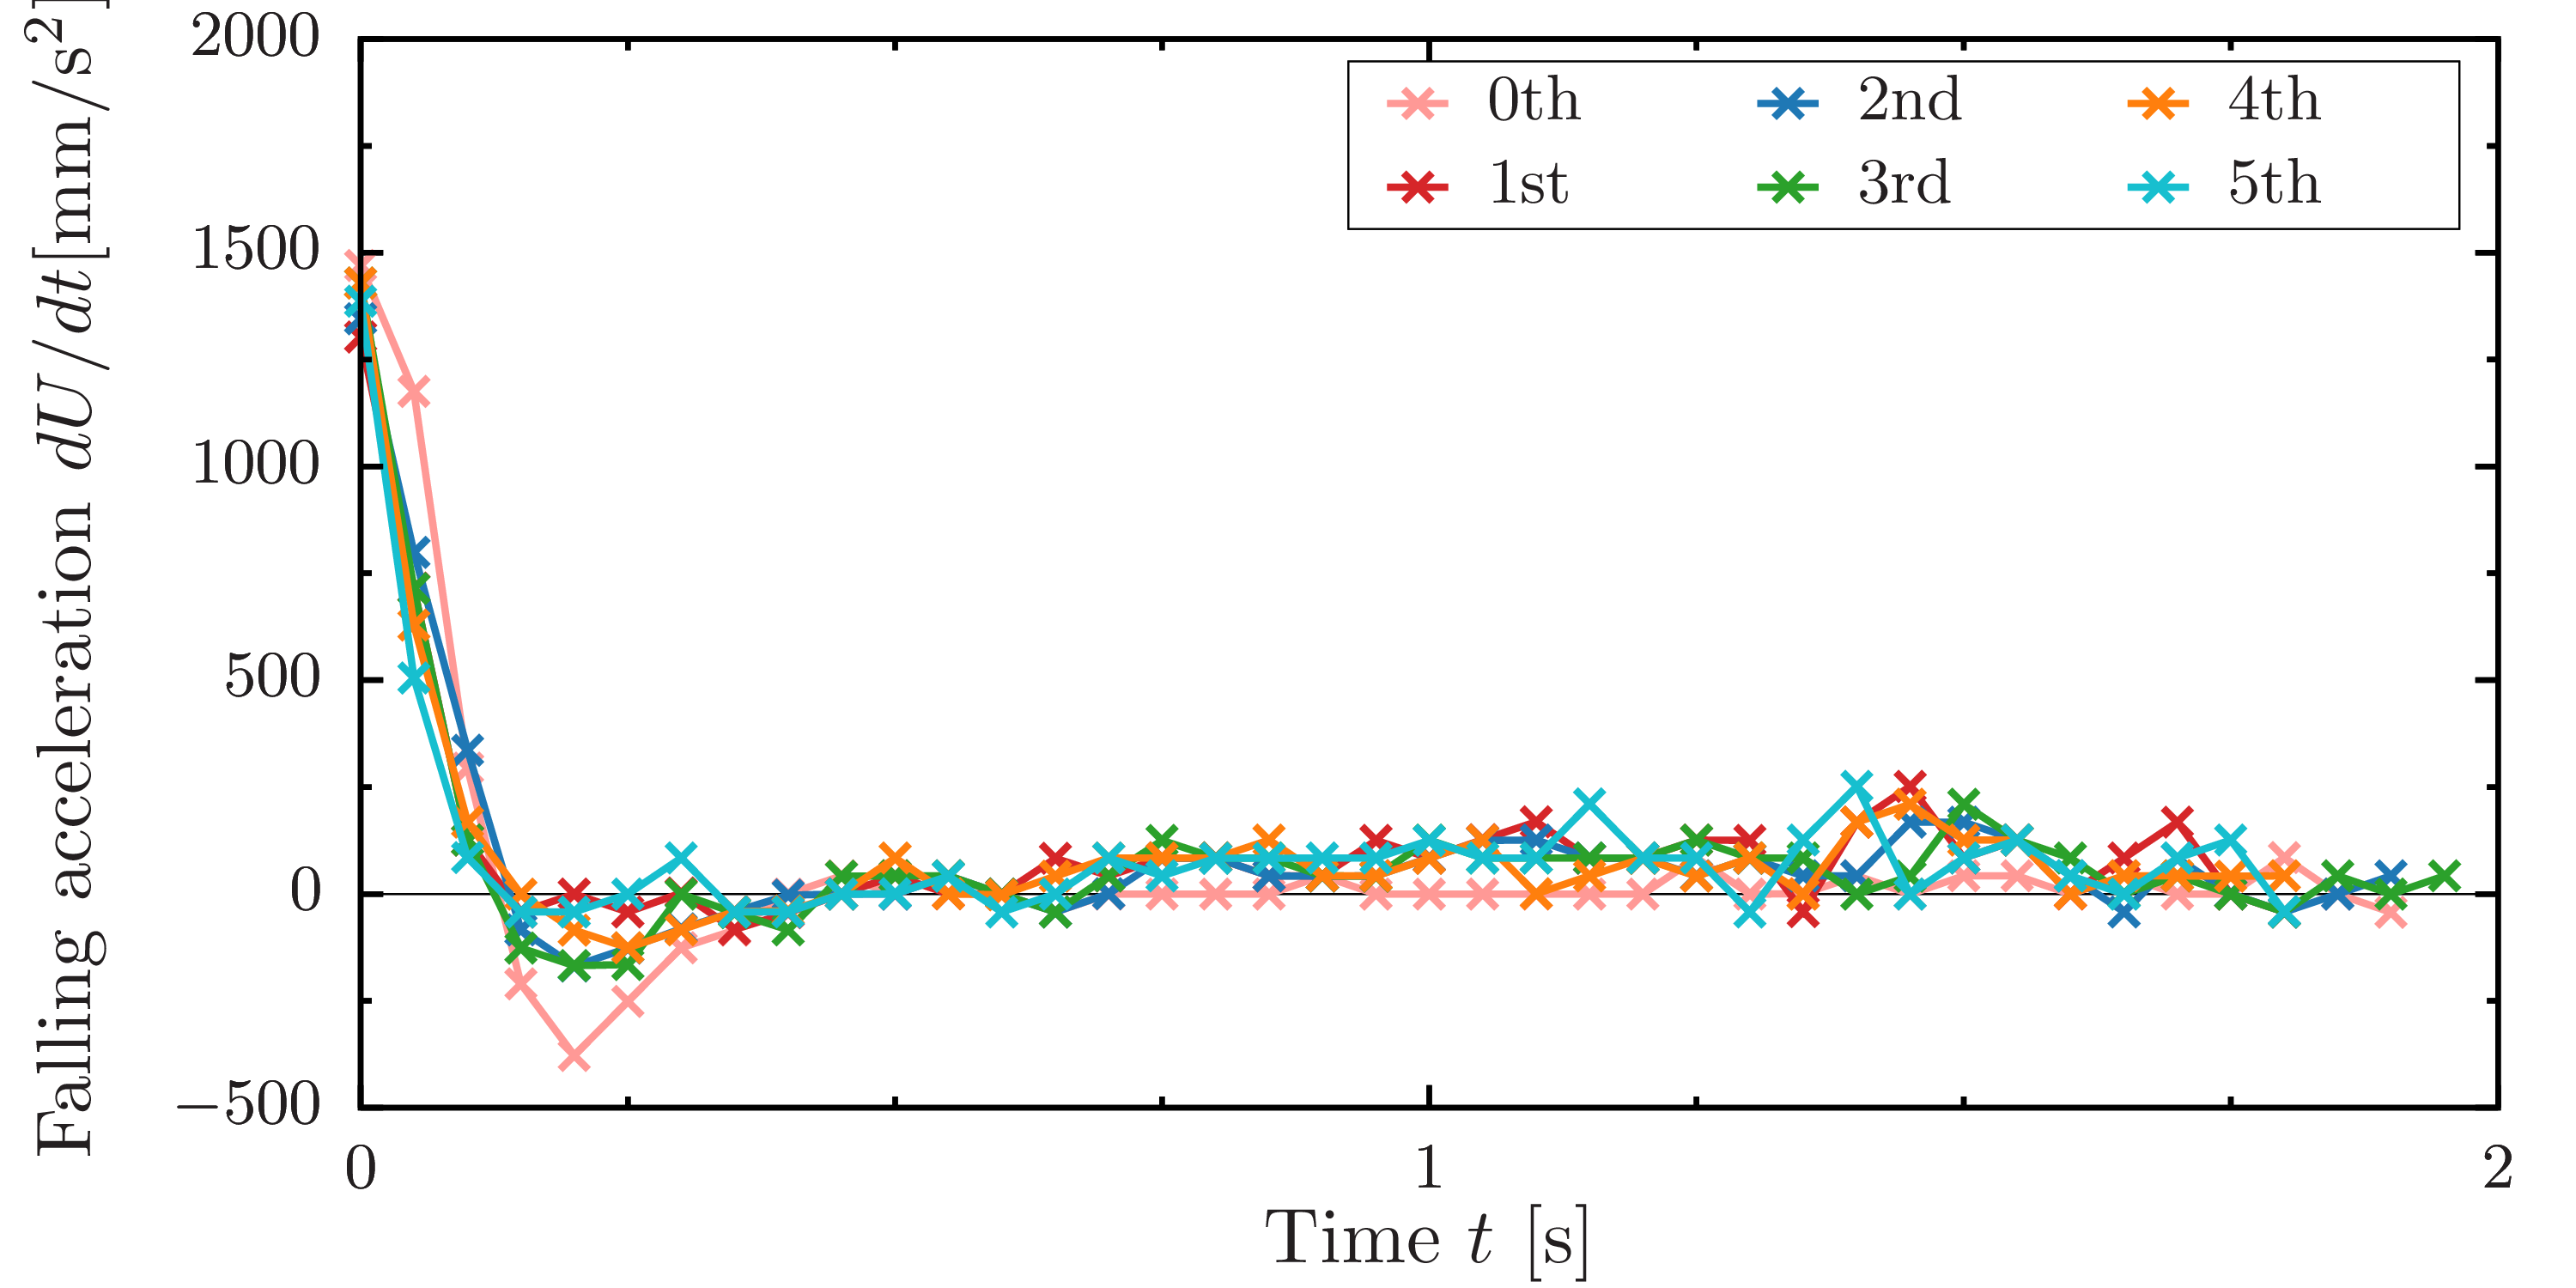 Falling acceleration dU/dt[mm/s²]
2000
1500
1000
500
0
−500
0th 2nd 4th
1st 3rd 5th
0 1 2
Time t [s]